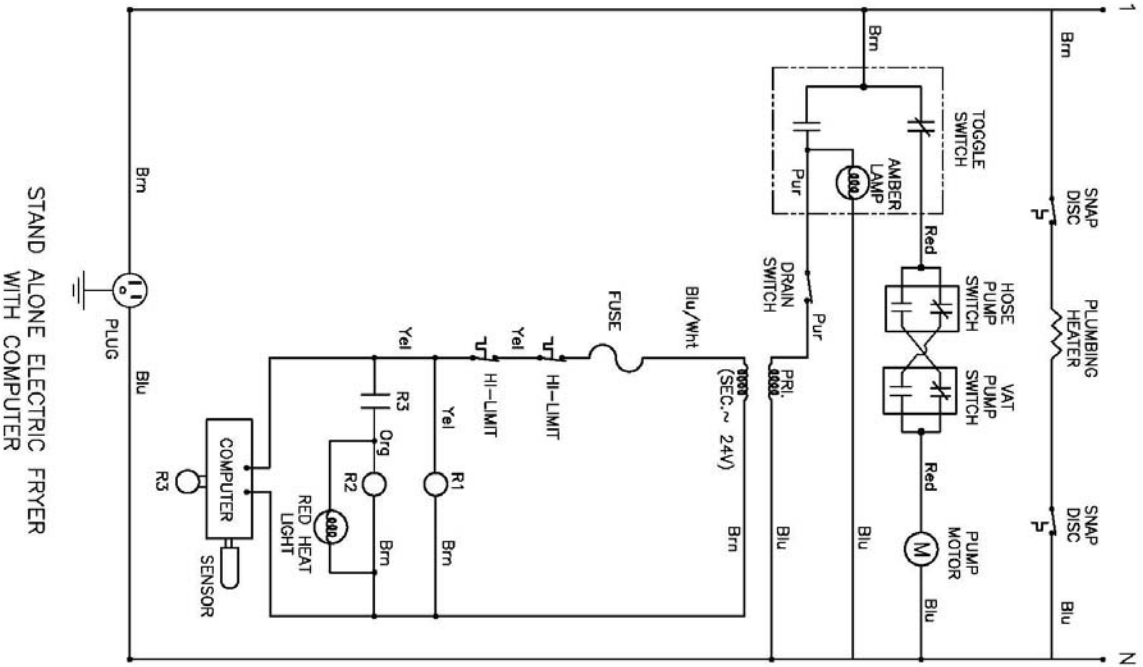 1
N
Brn
SNAP
DISC
PLUMBING
HEATER
SNAP
DISC
Blu
Brn
TOGGLE
SWITCH
Red
HOSE
PUMP
SWITCH
VAT
PUMP
SWITCH
Red
PUMP
MOTOR
M
Blu
AMBER
LAMP
Blu
Pur
DRAIN
SWITCH
Pur
PRI.
Blu
(SEC.~ 24V)
Blu/Wht
Brn
FUSE
HI-LIMIT
Yel
HI-LIMIT
Yel
Yel
R1
Brn
R3
Org
R2
Brn
RED HEAT
LIGHT
COMPUTER
R3
SENSOR
Brn
PLUG
Blu
STAND ALONE ELECTRIC FRYER
WITH COMPUTER